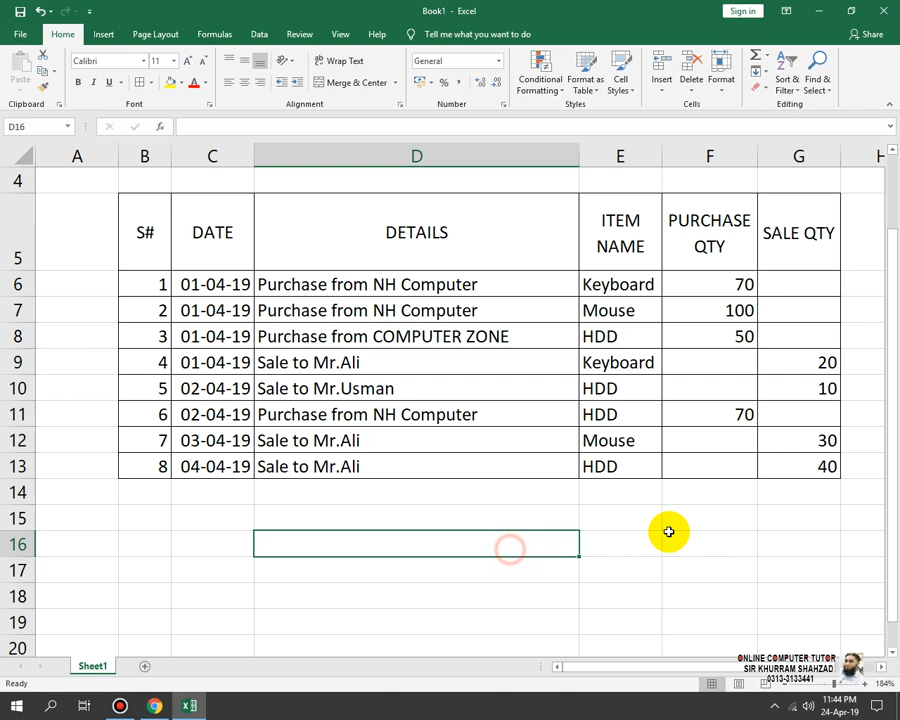 Book1 - Excel
Sign in
File Home Insert Page Layout Formulas Data Review View Help Tell me what you want to do Share
Paste
Calibri 11
B I U
Wrap Text
Merge & Center
General
% ,
Conditional Formatting
Format as Table
Cell Styles
Insert Delete Format
Sort & Filter
Find & Select
Clipboard Font Alignment Number Styles Cells Editing
D16 fx
A B C D E F G H
4
5 S# DATE DETAILS ITEM NAME PURCHASE QTY SALE QTY
6 1 01-04-19 Purchase from NH Computer Keyboard 70
7 2 01-04-19 Purchase from NH Computer Mouse 100
8 3 01-04-19 Purchase from COMPUTER ZONE HDD 50
9 4 01-04-19 Sale to Mr.Ali Keyboard 20
10 5 02-04-19 Sale to Mr.Usman HDD 10
11 6 02-04-19 Purchase from NH Computer HDD 70
12 7 03-04-19 Sale to Mr.Ali Mouse 30
13 8 04-04-19 Sale to Mr.Ali HDD 40
14
15
16
17
18
19
20
Sheet1
ONLINE COMPUTER TUTOR
SIR KHURRAM SHAHZAD
0313-3133441
Ready
184%
11:44 PM
24-Apr-19